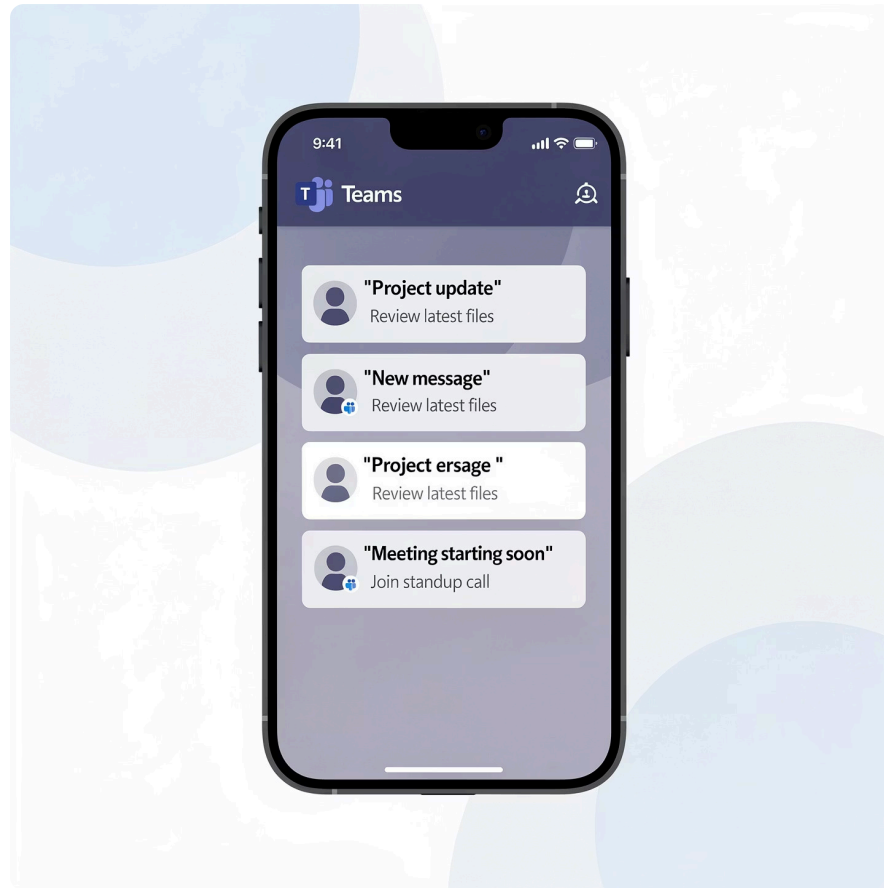 9:41
T Teams
"Project update"
Review latest files
"New message"
Review latest files
"Project ersage "
Review latest files
"Meeting starting soon"
Join standup call